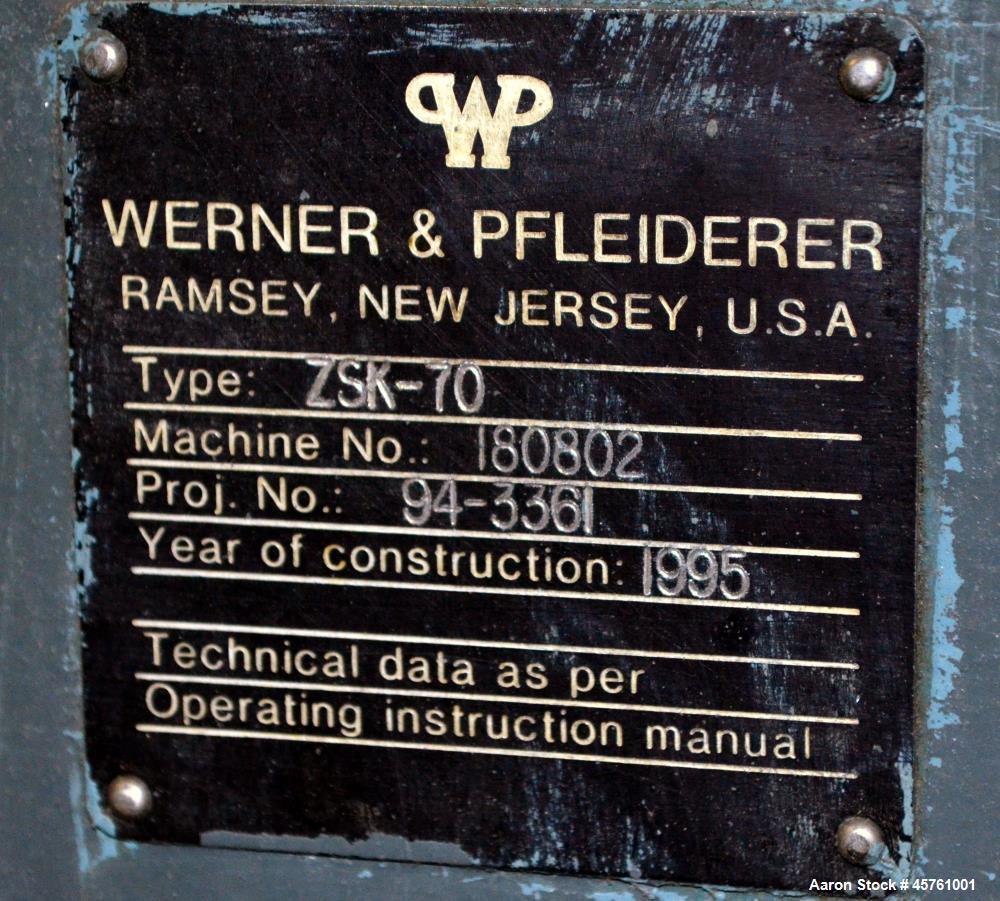 PWP
WERNER & PFLEIDERER
RAMSEY, NEW JERSEY, U.S.A.
Type: ZSK-70
Machine No.: 180802
Proj. No.: 94-3361
Year of construction: 1995
Technical data as per
Operating instruction manual
Aaron Stock # 45761001